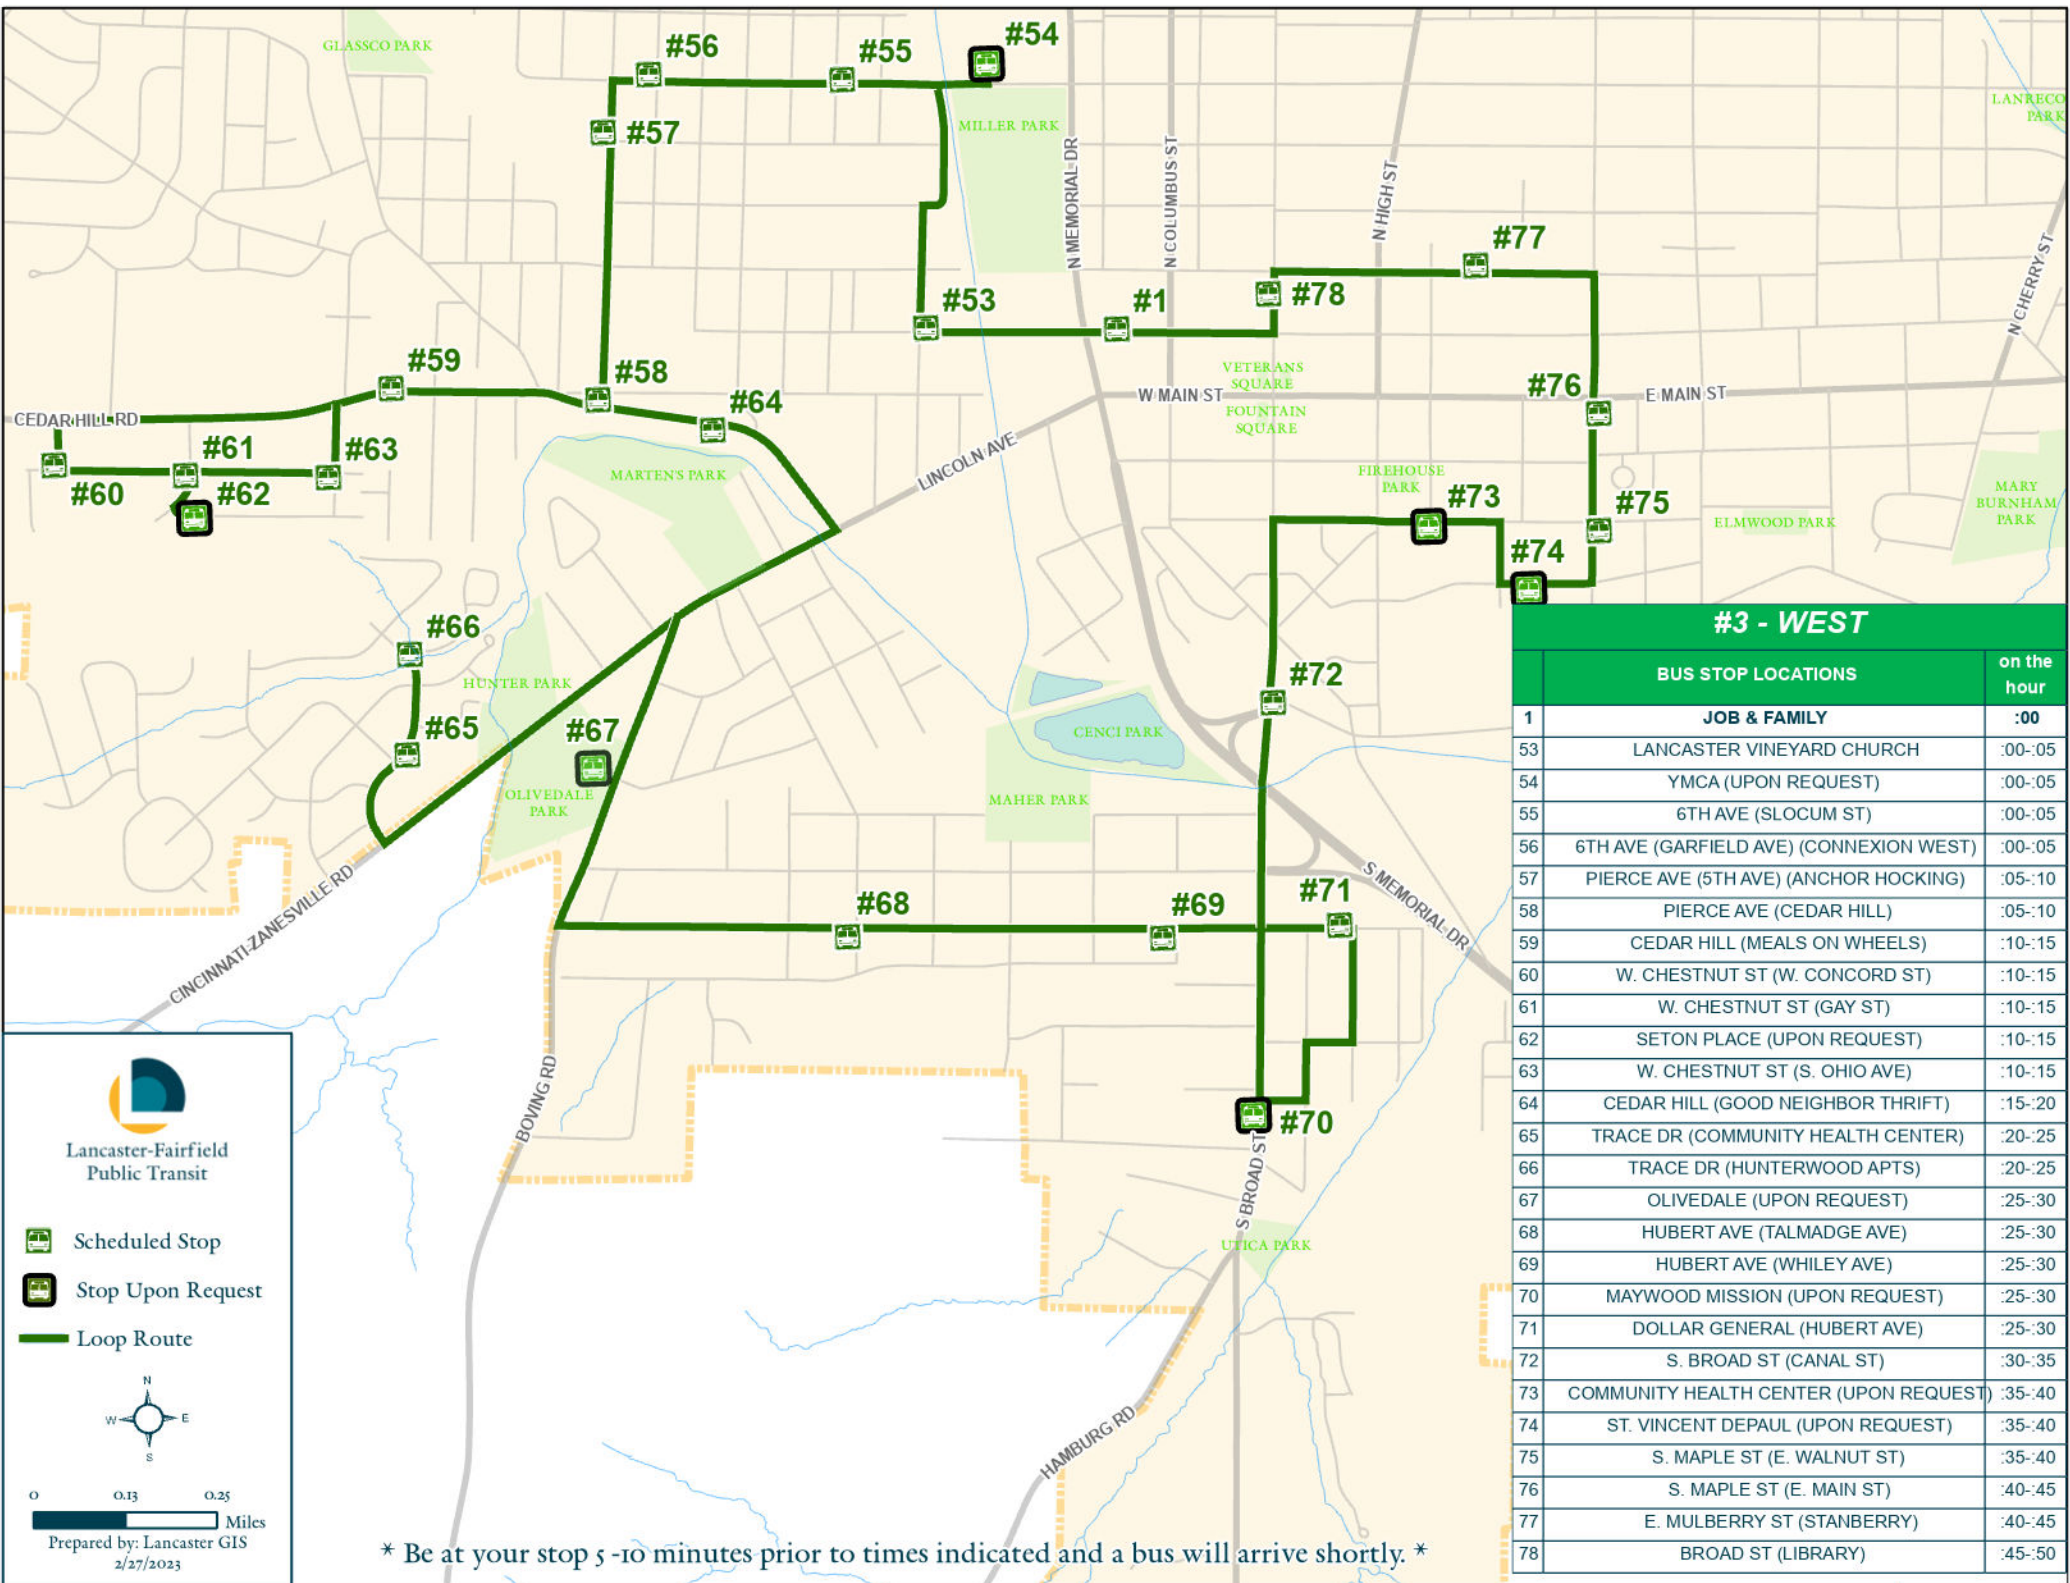 GLASSCO PARK
#56
#55
#54
#57
MILLER PARK
LANRECO
PARK
N MEMORIAL DR
N COLUMBUS ST
N HIGH ST
N CHERRY ST
#77
#53
#1
#78
#59
#58
#64
VETERANS
SQUARE
FOUNTAIN
SQUARE
#76
W MAIN ST
E MAIN ST
CEDAR HILL RD
#61
#63
#60
#62
MARTEN'S PARK
LINCOLN AVE
FIREHOUSE
PARK
#73
#75
#74
ELMWOOD PARK
MARY
BURNHAM
PARK
#66
HUNTER PARK
#65
#67
OLIVEDALE
PARK
#72
CENCI PARK
MAHER PARK
CINCINNATI-ZANESVILLE RD
#68
#69
#71
S MEMORIAL DR
#70
BOVING RD
S BROAD ST
UTICA PARK
HAMBURG RD
#3 - WEST
BUS STOP LOCATIONS
on the
hour
1 JOB & FAMILY :00
53 LANCASTER VINEYARD CHURCH :00-:05
54 YMCA (UPON REQUEST) :00-:05
55 6TH AVE (SLOCUM ST) :00-:05
56 6TH AVE (GARFIELD AVE) (CONNEXION WEST) :00-:05
57 PIERCE AVE (5TH AVE) (ANCHOR HOCKING) :05-:10
58 PIERCE AVE (CEDAR HILL) :05-:10
59 CEDAR HILL (MEALS ON WHEELS) :10-:15
60 W. CHESTNUT ST (W. CONCORD ST) :10-:15
61 W. CHESTNUT ST (GAY ST) :10-:15
62 SETON PLACE (UPON REQUEST) :10-:15
63 W. CHESTNUT ST (S. OHIO AVE) :10-:15
64 CEDAR HILL (GOOD NEIGHBOR THRIFT) :15-:20
65 TRACE DR (COMMUNITY HEALTH CENTER) :20-:25
66 TRACE DR (HUNTERWOOD APTS) :20-:25
67 OLIVEDALE (UPON REQUEST) :25-:30
68 HUBERT AVE (TALMADGE AVE) :25-:30
69 HUBERT AVE (WHILEY AVE) :25-:30
70 MAYWOOD MISSION (UPON REQUEST) :25-:30
71 DOLLAR GENERAL (HUBERT AVE) :25-:30
72 S. BROAD ST (CANAL ST) :30-:35
73 COMMUNITY HEALTH CENTER (UPON REQUEST) :35-:40
74 ST. VINCENT DEPAUL (UPON REQUEST) :35-:40
75 S. MAPLE ST (E. WALNUT ST) :35-:40
76 S. MAPLE ST (E. MAIN ST) :40-:45
77 E. MULBERRY ST (STANBERRY) :40-:45
78 BROAD ST (LIBRARY) :45-:50
Lancaster-Fairfield
Public Transit
Scheduled Stop
Stop Upon Request
Loop Route
N
W E
S
0 0.13 0.25
Miles
Prepared by: Lancaster GIS
2/27/2023
* Be at your stop 5 -10 minutes prior to times indicated and a bus will arrive shortly. *